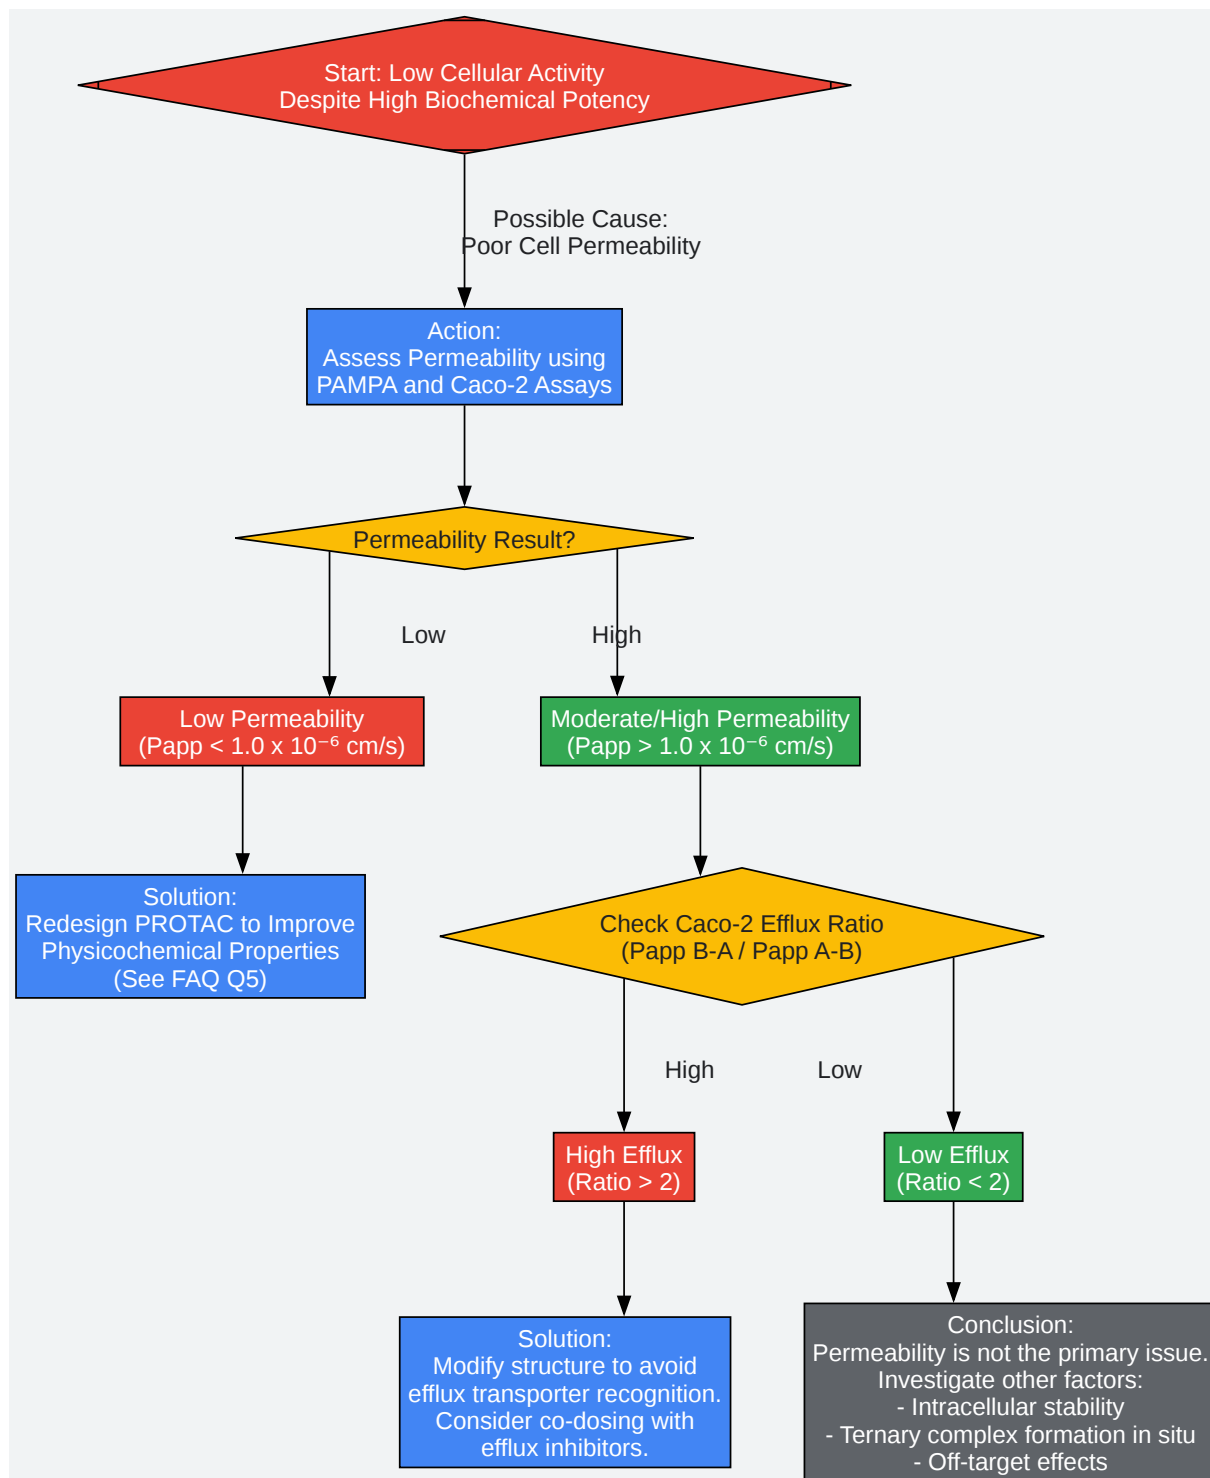 Start: Low Cellular Activity
Despite High Biochemical Potency
Possible Cause:
Poor Cell Permeability
Action:
Assess Permeability using
PAMPA and Caco-2 Assays
Permeability Result?
Low
High
Low Permeability
(Papp < 1.0 x 10⁻⁶ cm/s)
Moderate/High Permeability
(Papp > 1.0 x 10⁻⁶ cm/s)
Solution:
Redesign PROTAC to Improve
Physicochemical Properties
(See FAQ Q5)
Check Caco-2 Efflux Ratio
(Papp B-A / Papp A-B)
High
Low
High Efflux
(Ratio > 2)
Low Efflux
(Ratio < 2)
Solution:
Modify structure to avoid
efflux transporter recognition.
Consider co-dosing with
efflux inhibitors.
Conclusion:
Permeability is not the primary issue.
Investigate other factors:
- Intracellular stability
- Ternary complex formation in situ
- Off-target effects